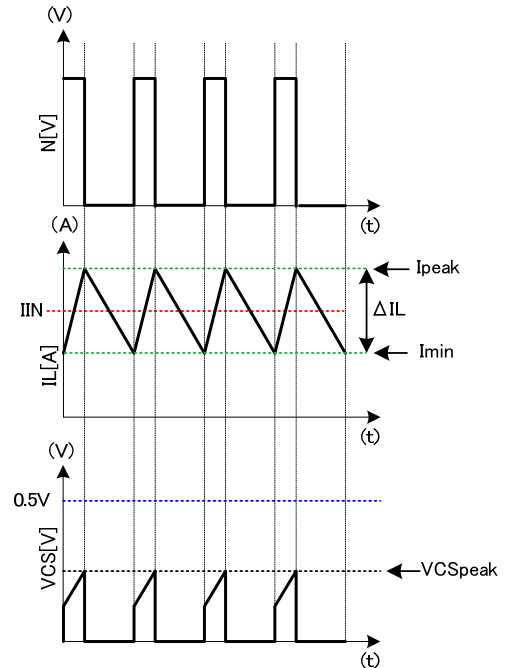 (V)
N[V]
(t)
(A)
Ipeak
IIN
ΔIL
Imin
IL[A]
(t)
(V)
0.5V
VCS[V]
VCSpeak
(t)